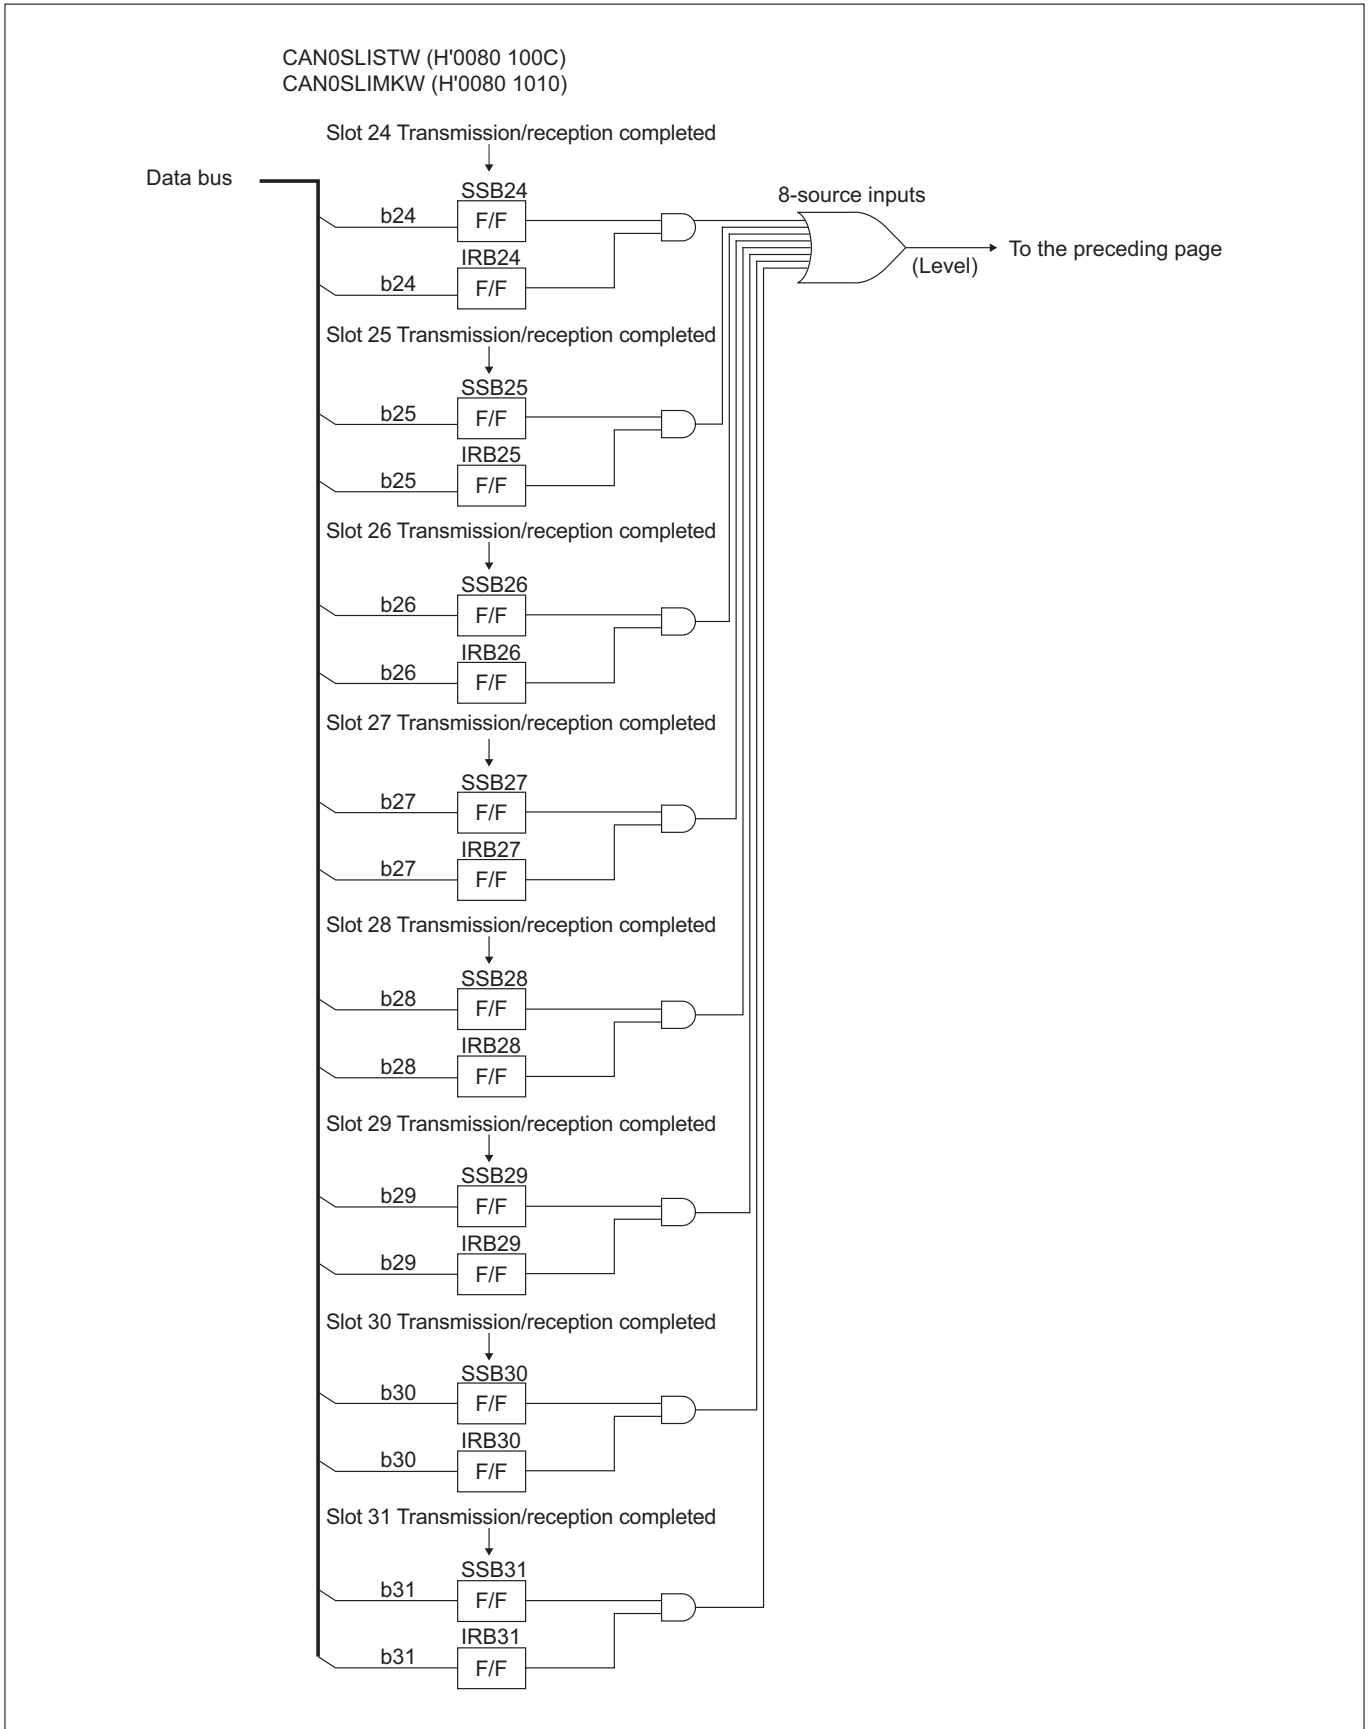 CAN0SLISTW (H'0080 100C)
CAN0SLIMKW (H'0080 1010)
Slot 24 Transmission/reception completed
Data bus
SSB24
8-source inputs
b24
F/F
To the preceding page
(Level)
IRB24
b24
F/F
Slot 25 Transmission/reception completed
SSB25
b25
F/F
IRB25
b25
F/F
Slot 26 Transmission/reception completed
SSB26
b26
F/F
IRB26
b26
F/F
Slot 27 Transmission/reception completed
SSB27
b27
F/F
IRB27
b27
F/F
Slot 28 Transmission/reception completed
SSB28
b28
F/F
IRB28
b28
F/F
Slot 29 Transmission/reception completed
SSB29
b29
F/F
IRB29
b29
F/F
Slot 30 Transmission/reception completed
SSB30
b30
F/F
IRB30
b30
F/F
Slot 31 Transmission/reception completed
SSB31
b31
F/F
IRB31
b31
F/F